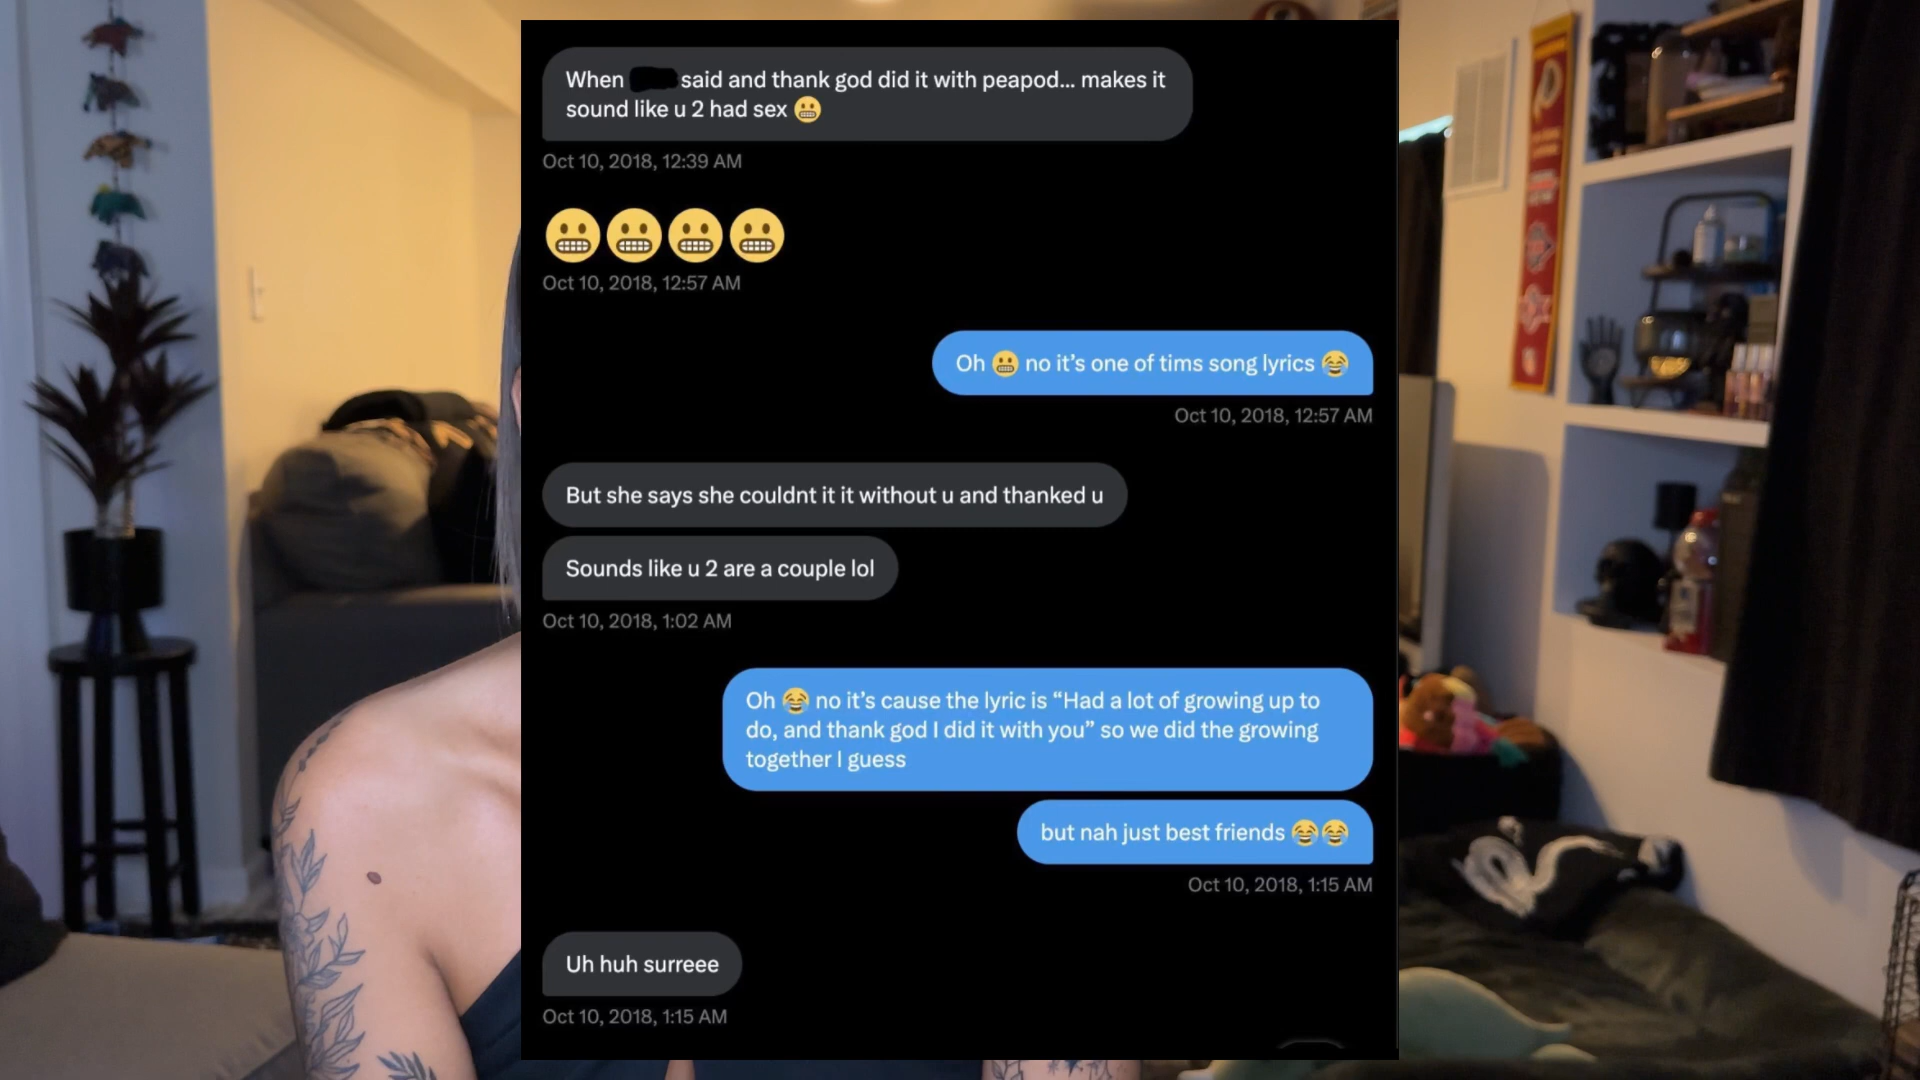 When said and thank god did it with peapod... makes it
sound like u 2 had sex 😬
Oct 10, 2018, 12:39 AM
😬😬😬😬
Oct 10, 2018, 12:57 AM
Oh 😬 no it's one of tims song lyrics 😂
Oct 10, 2018, 12:57 AM
But she says she couldnt it it without u and thanked u
Sounds like u 2 are a couple lol
Oct 10, 2018, 1:02 AM
Oh 😂 no it's cause the lyric is “Had a lot of growing up to
do, and thank god I did it with you” so we did the growing
together I guess
but nah just best friends 😂😂
Oct 10, 2018, 1:15 AM
Uh huh surreee
Oct 10, 2018, 1:15 AM